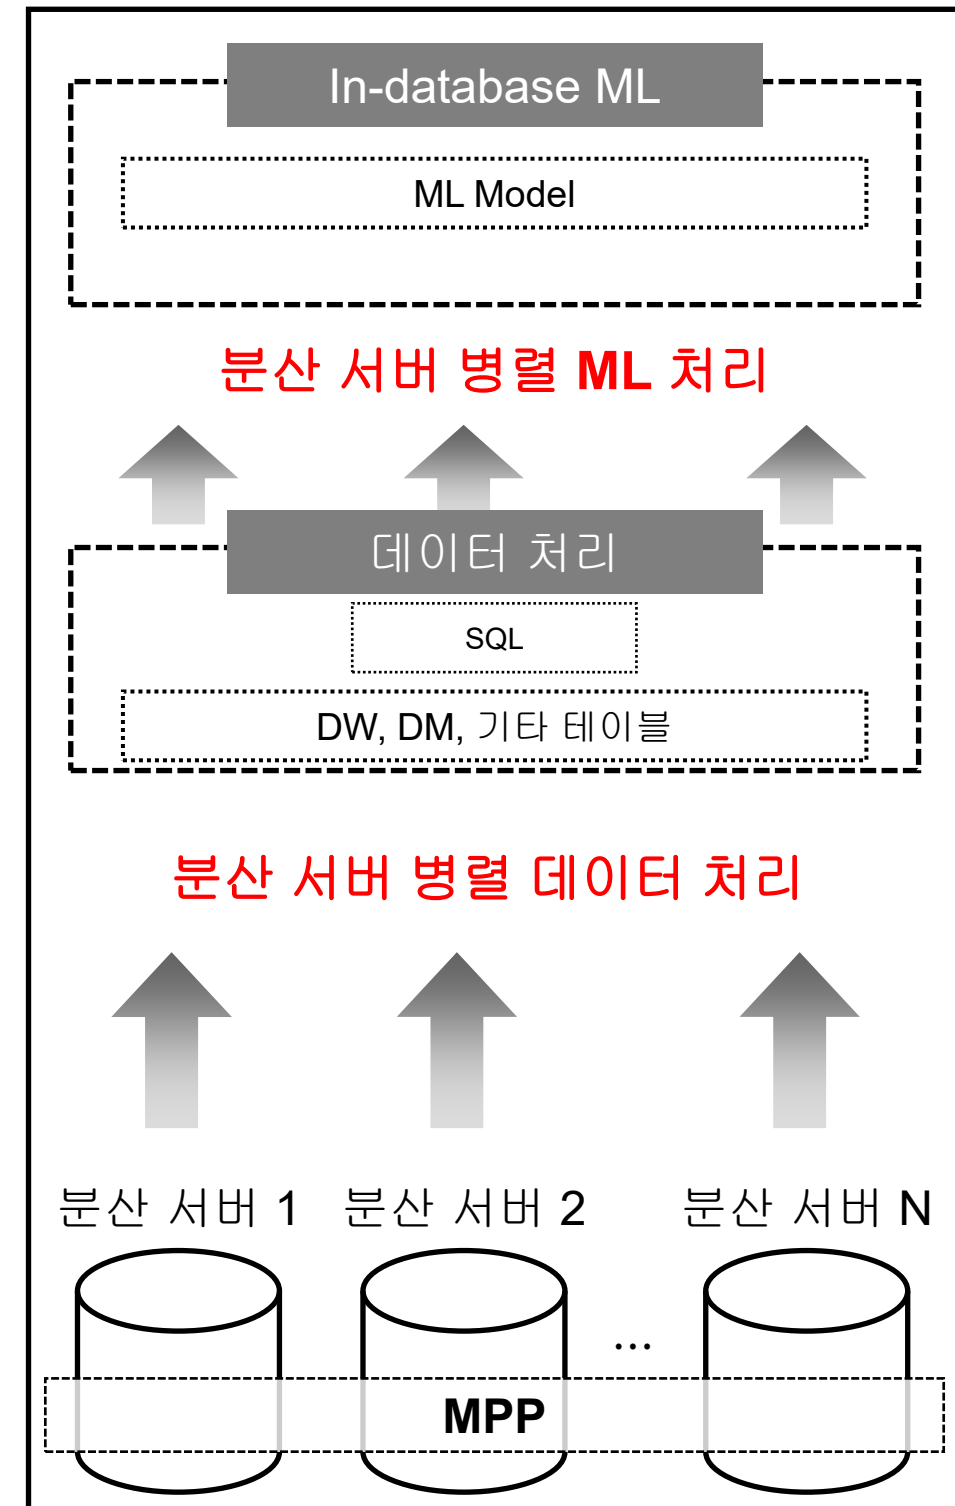 In-database ML
ML Model
분산 서버 병렬 ML 처리
데이터 처리
SQL
DW, DM, 기타 테이블
분산 서버 병렬 데이터 처리
분산 서버 1 분산 서버 2 분산 서버 N
...
MPP